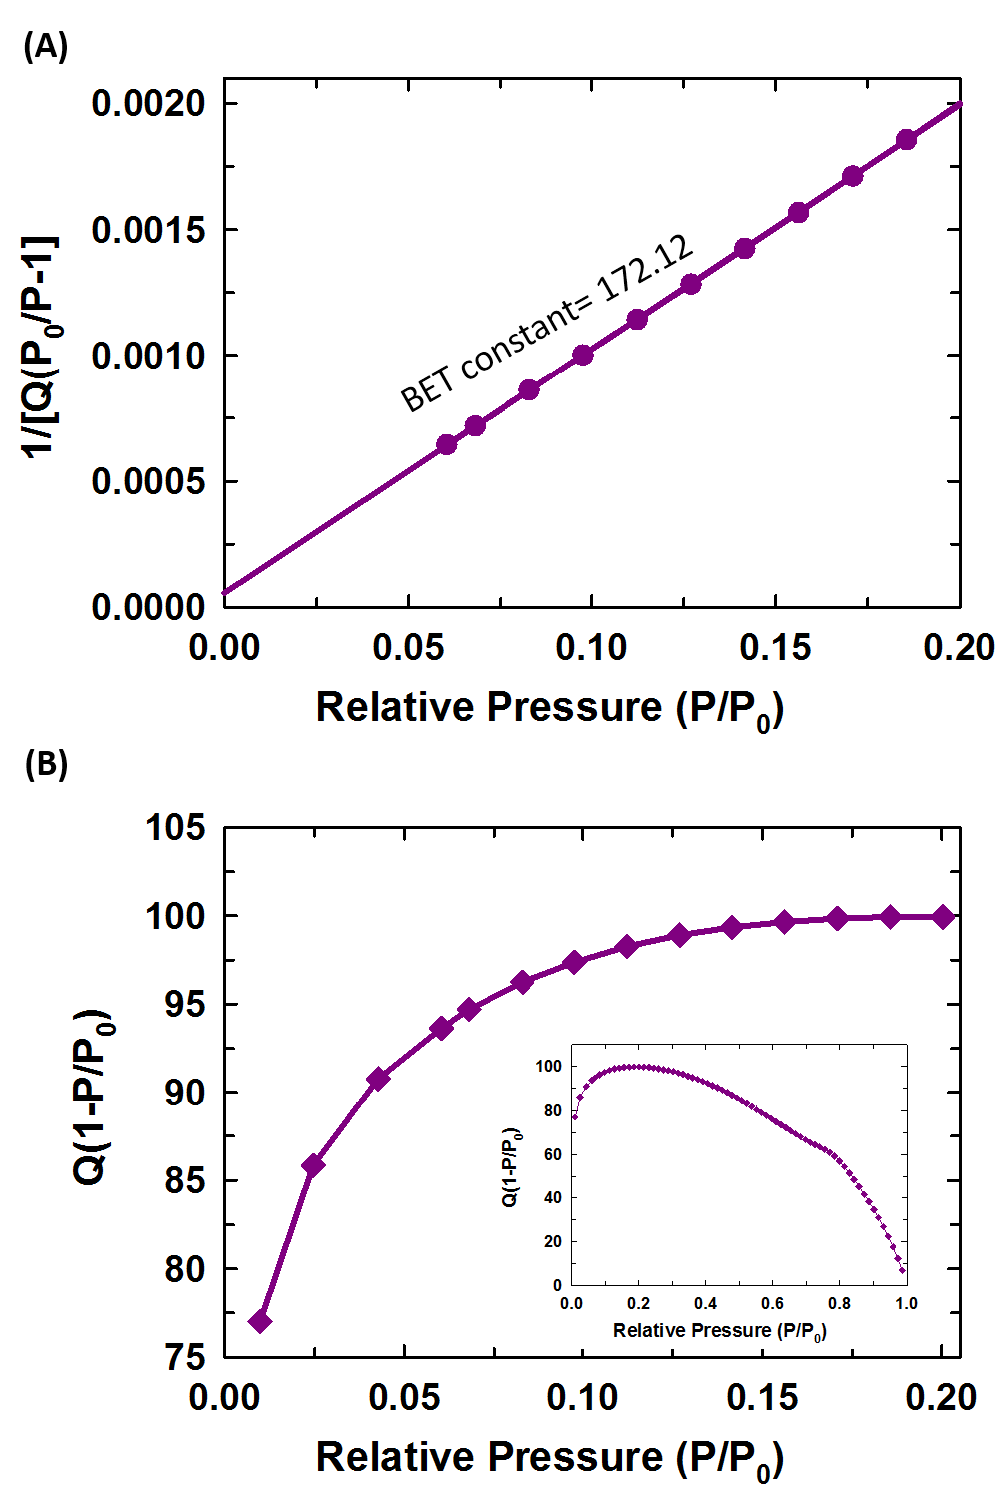 (A)
1/[Q(P0/P-1]
0.0020
0.0015
0.0010
0.0005
0.0000
BET constant= 172.12
0.00 0.05 0.10 0.15 0.20
Relative Pressure (P/P0)
(B)
Q(1-P/P0)
105
100
95
90
85
80
75
Q(1-P/P0)
100
80
60
40
20
0
0.0 0.2 0.4 0.6 0.8 1.0
Relative Pressure (P/P0)
0.00 0.05 0.10 0.15 0.20
Relative Pressure (P/P0)